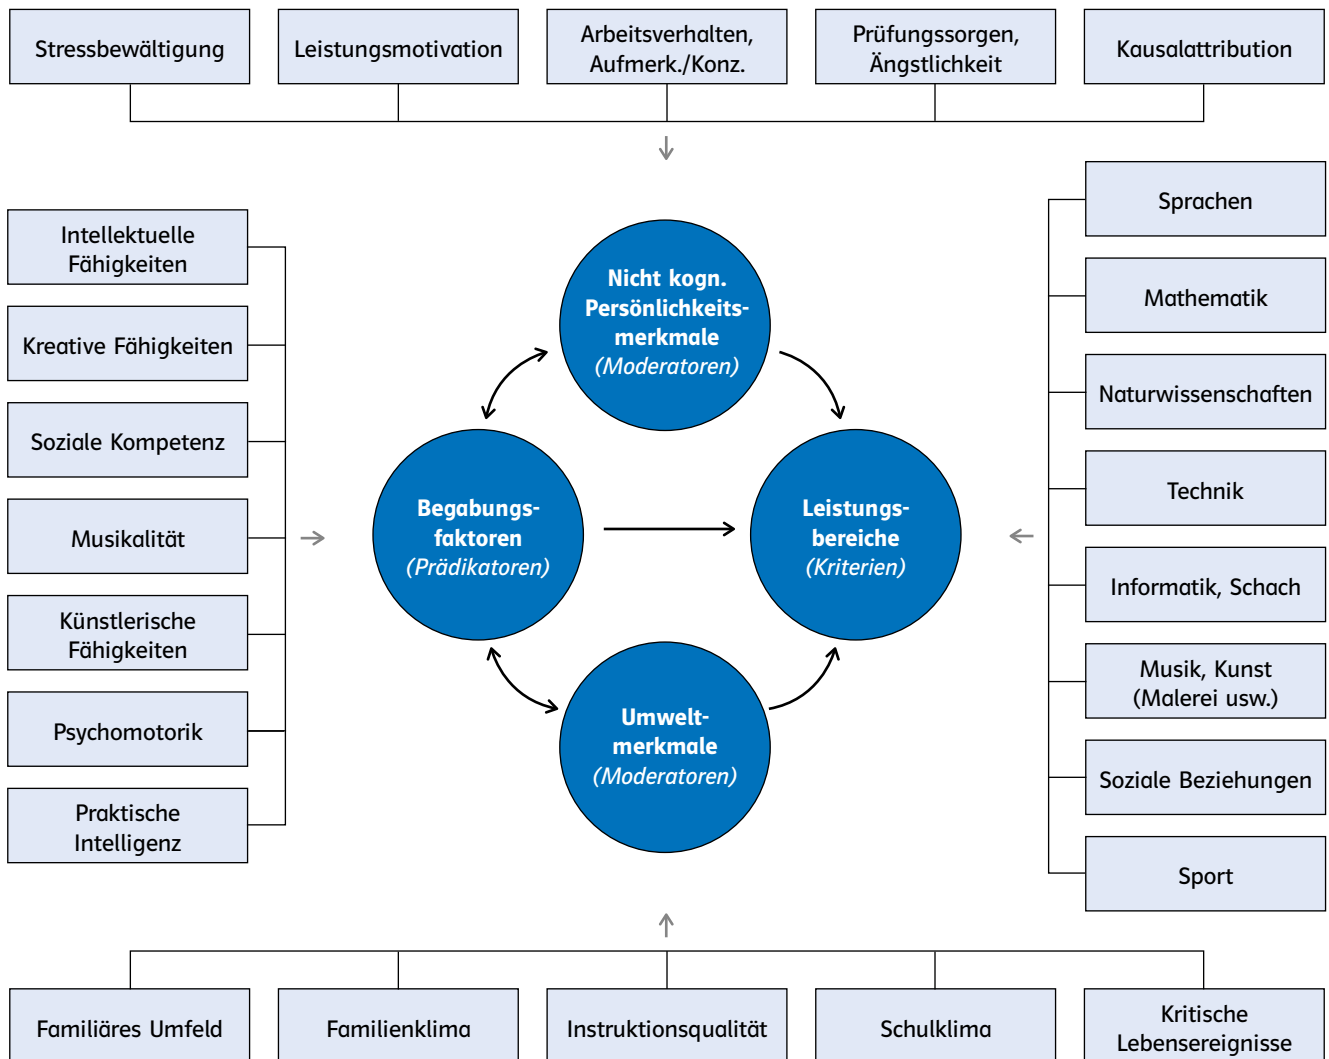 Stressbewältigung
Leistungsmotivation
Arbeitsverhalten,
Aufmerk./Konz.
Prüfungssorgen,
Ängstlichkeit
Kausalattribution
Intellektuelle
Fähigkeiten
Kreative Fähigkeiten
Soziale Kompetenz
Musikalität
Künstlerische
Fähigkeiten
Psychomotorik
Praktische
Intelligenz
Nicht kogn.
Persönlichkeits-
merkmale
(Moderatoren)
Begabungs-
faktoren
(Prädikatoren)
Leistungs-
bereiche
(Kriterien)
Umwelt-
merkmale
(Moderatoren)
Sprachen
Mathematik
Naturwissenschaften
Technik
Informatik, Schach
Musik, Kunst
(Malerei usw.)
Soziale Beziehungen
Sport
Familiäres Umfeld
Familienklima
Instruktionsqualität
Schulklima
Kritische
Lebensereignisse